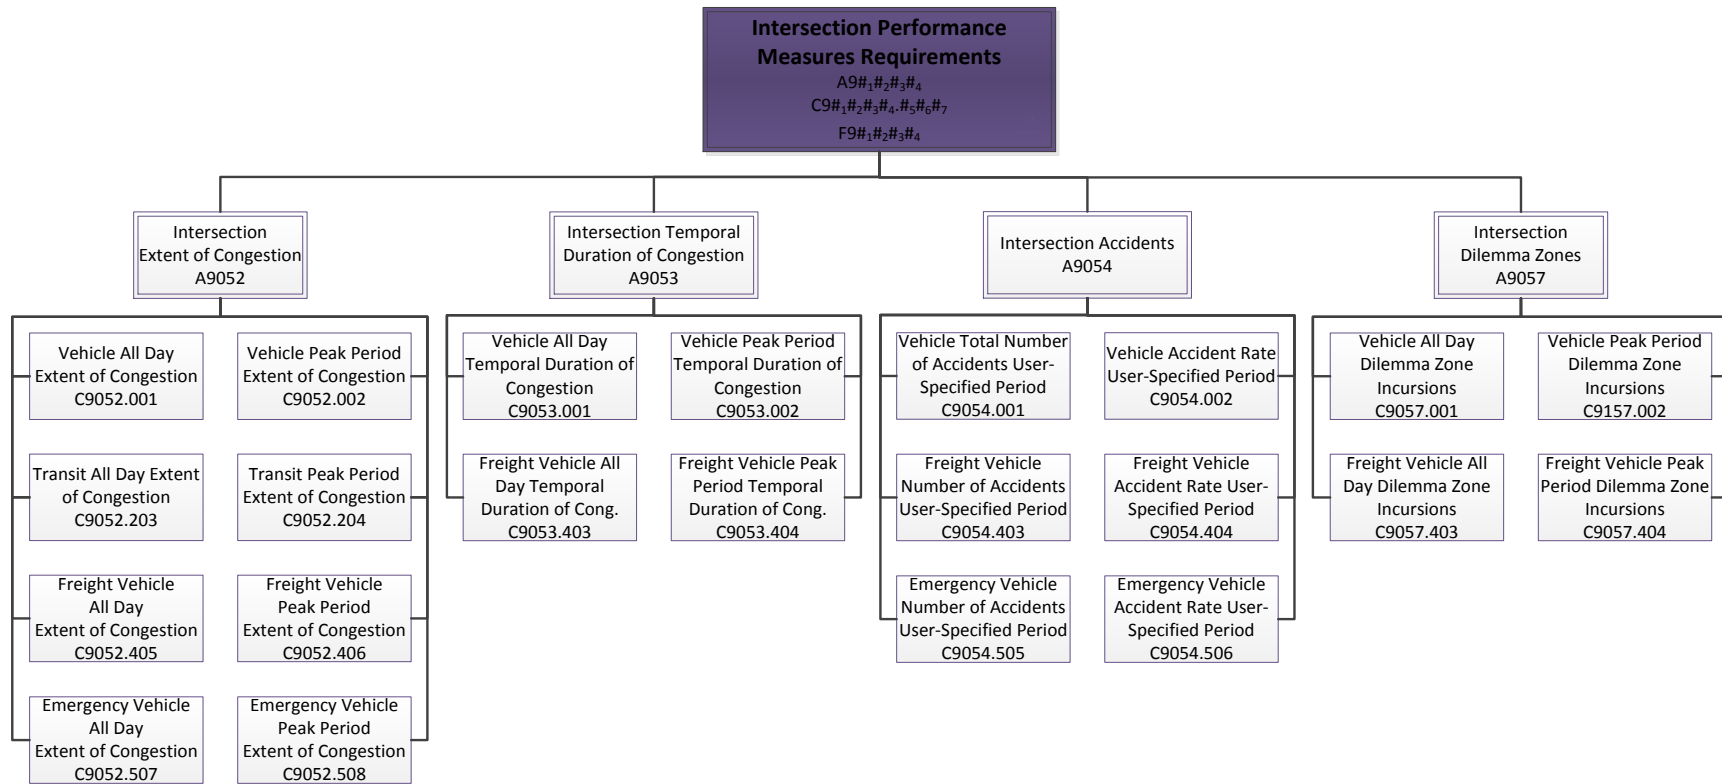 Intersection Performance
Measures Requirements
A9#₁#₂#₃#₄
C9#₁#₂#₃#₄.#₅#₆#₇
F9#₁#₂#₃#₄
Intersection
Extent of Congestion
A9052
Intersection Temporal
Duration of Congestion
A9053
Intersection Accidents
A9054
Intersection
Dilemma Zones
A9057
Vehicle All Day
Extent of Congestion
C9052.001
Vehicle Peak Period
Extent of Congestion
C9052.002
Transit All Day Extent
of Congestion
C9052.203
Transit Peak Period
Extent of Congestion
C9052.204
Freight Vehicle
All Day
Extent of Congestion
C9052.405
Freight Vehicle
Peak Period
Extent of Congestion
C9052.406
Emergency Vehicle
All Day
Extent of Congestion
C9052.507
Emergency Vehicle
Peak Period
Extent of Congestion
C9052.508
Vehicle All Day
Temporal Duration of
Congestion
C9053.001
Vehicle Peak Period
Temporal Duration of
Congestion
C9053.002
Freight Vehicle All
Day Temporal
Duration of Cong.
C9053.403
Freight Vehicle Peak
Period Temporal
Duration of Cong.
C9053.404
Vehicle Total Number
of Accidents User-
Specified Period
C9054.001
Vehicle Accident Rate
User-Specified Period
C9054.002
Freight Vehicle
Number of Accidents
User-Specified Period
C9054.403
Freight Vehicle
Accident Rate User-
Specified Period
C9054.404
Emergency Vehicle
Number of Accidents
User-Specified Period
C9054.505
Emergency Vehicle
Accident Rate User-
Specified Period
C9054.506
Vehicle All Day
Dilemma Zone
Incursions
C9057.001
Vehicle Peak Period
Dilemma Zone
Incursions
C9157.002
Freight Vehicle All
Day Dilemma Zone
Incursions
C9057.403
Freight Vehicle Peak
Period Dilemma Zone
Incursions
C9057.404